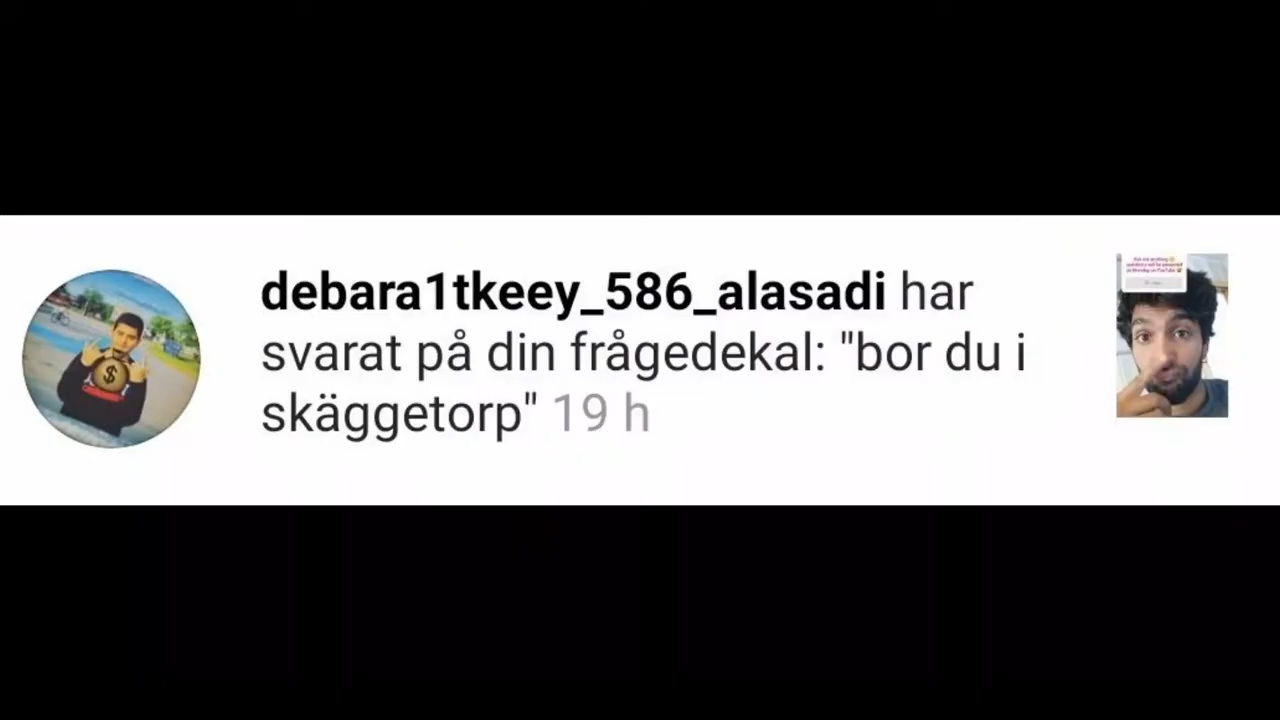 debara1tkeey_586_alasadi har
svarat på din frågedekal: "bor du i
skäggetorp" 19 h
$